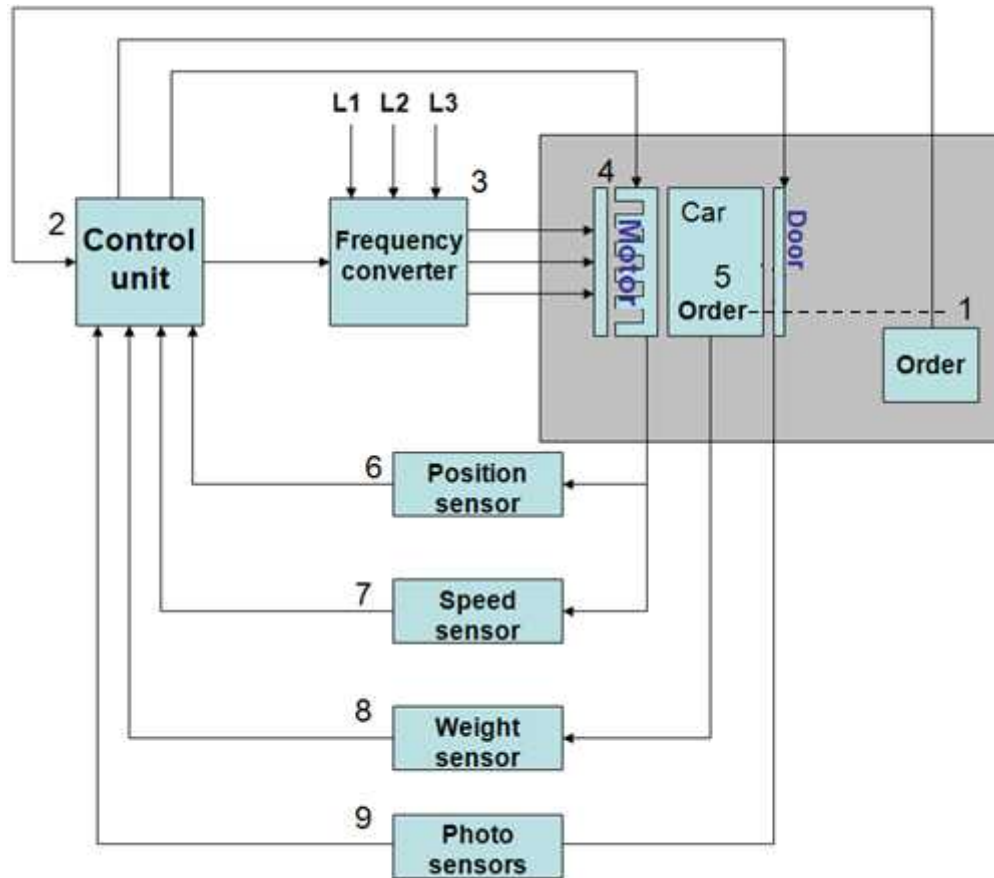 L1 L2 L3
2
Control
unit
3
Frequency
converter
4
Motor
Car
5
Order
Door
1
Order
6
Position
sensor
7
Speed
sensor
8
Weight
sensor
9
Photo
sensors